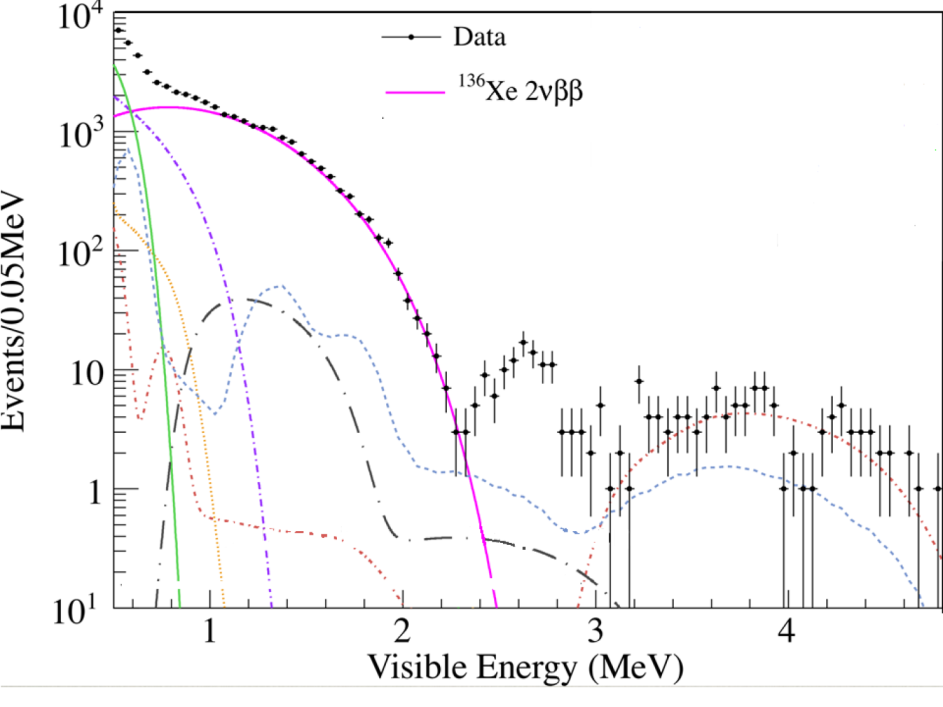 10⁴
Data
¹³⁶Xe 2νββ
10³
10²
10
1
10¹
Events/0.05MeV
1 2 3 4
Visible Energy (MeV)